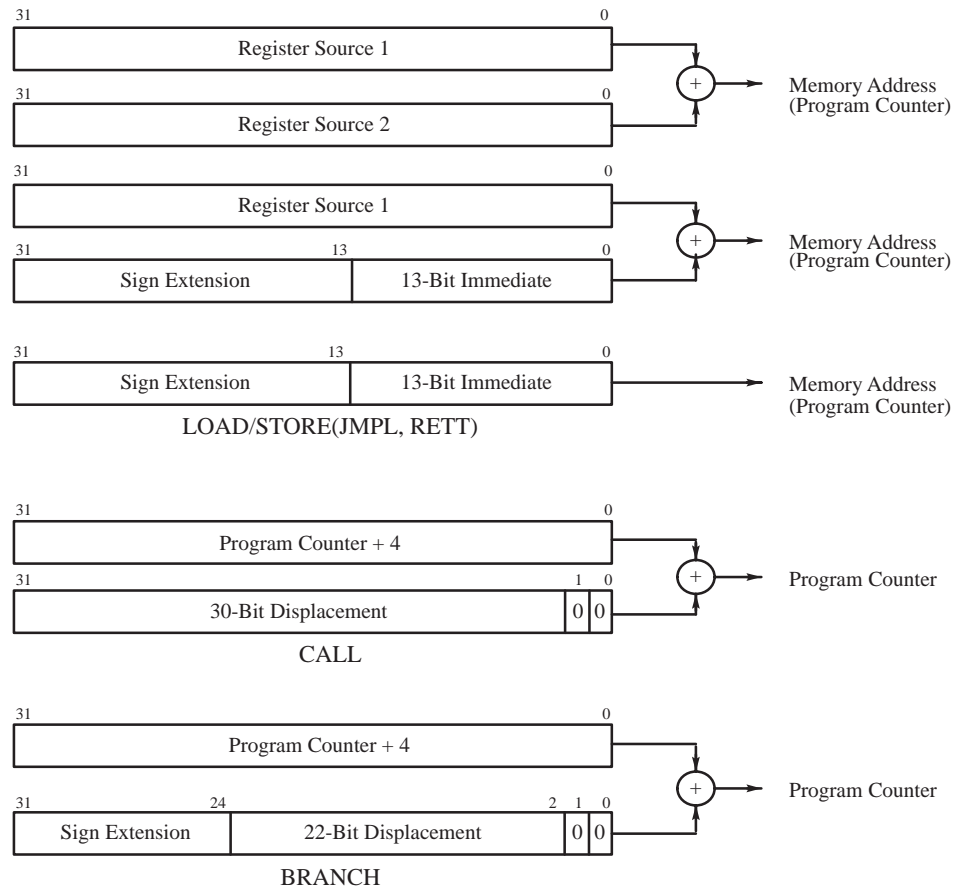 31 0
Register Source 1
31 0
Register Source 2
+
Memory Address
(Program Counter)
31 0
Register Source 1
31 13 0
Sign Extension 13-Bit Immediate
+
Memory Address
(Program Counter)
31 13 0
Sign Extension 13-Bit Immediate
Memory Address
(Program Counter)
LOAD/STORE(JMPL, RETT)
31 0
Program Counter + 4
31 1 0
30-Bit Displacement 0 0
+
Program Counter
CALL
31 0
Program Counter + 4
31 24 2 1 0
Sign Extension 22-Bit Displacement 0 0
+
Program Counter
BRANCH